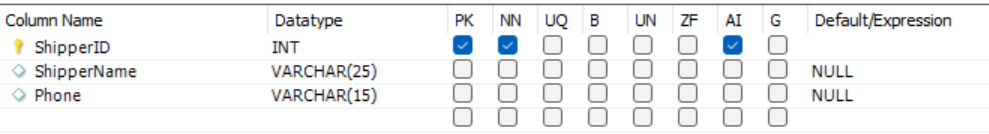 Column Name Datatype PK NN UQ B UN ZF AI G Default/Expression
ShipperID INT
ShipperName VARCHAR(25) NULL
Phone VARCHAR(15) NULL